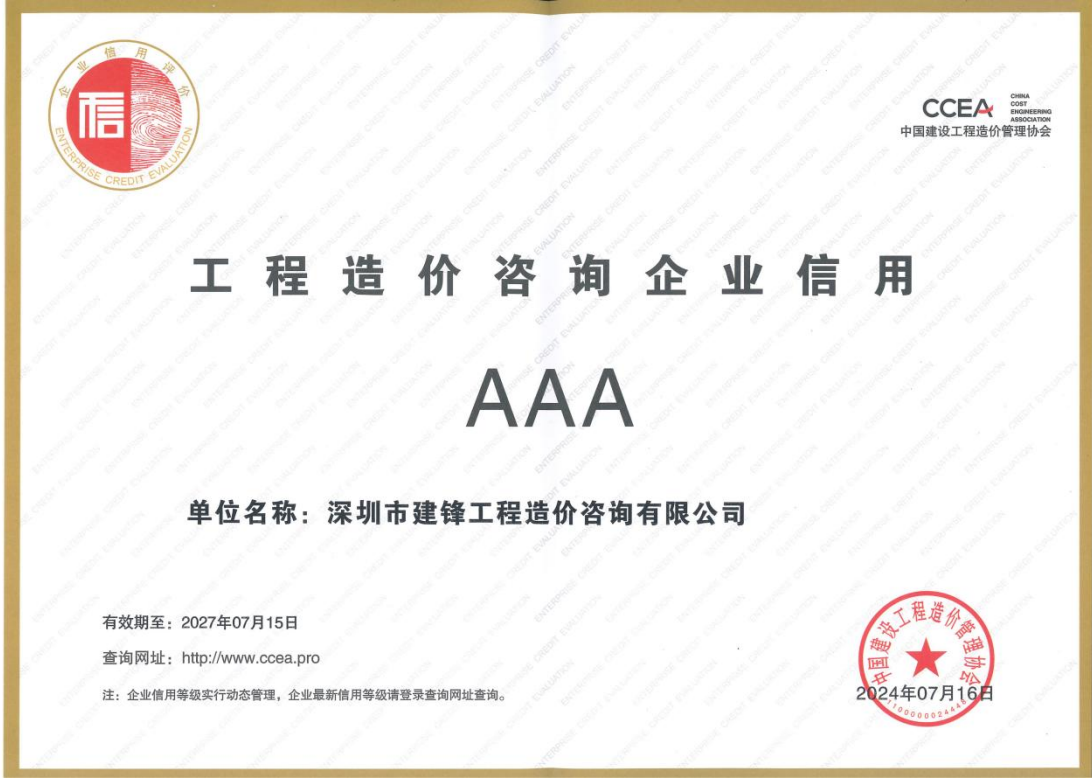 企业信用评价
信
ENTERPRISE CREDIT EVALUATION
CCEA
CHINA
COST
ENGINEERING
ASSOCIATION
中国建设工程造价管理协会
工程造价咨询企业信用
AAA
单位名称：深圳市建锋工程造价咨询有限公司
有效期至：2027年07月15日
查询网址：http://www.ccea.pro
注：企业信用等级实行动态管理，企业最新信用等级请登录查询网址查询。
中国建设工程造价管理协会
2024年07月16日